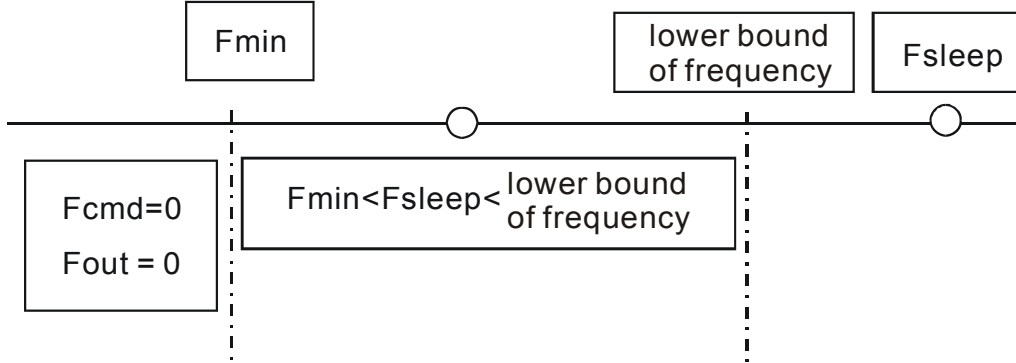 Fmin
lower bound
of frequency
Fsleep
Fcmd=0
Fout = 0
Fmin<Fsleep< lower bound
of frequency